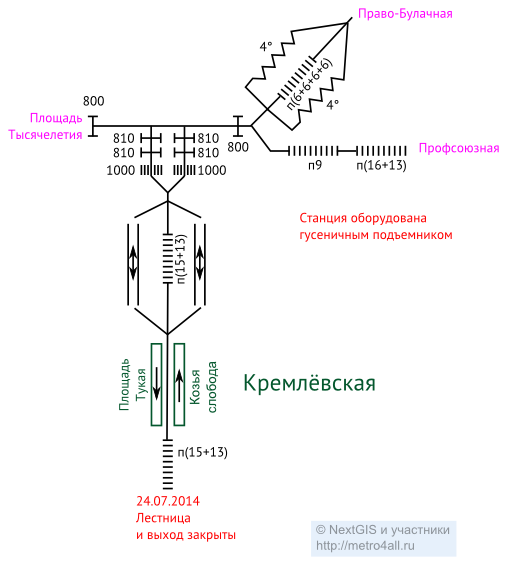 Право-Булачная
4°
п(6+6+6+6)
4°
800
Площадь
Тысячелетия
810
810
800
810
810
Профсоюзная
1000
1000
п9
п(16+13)
Станция оборудована
гусеничным подъемником
п(15+13)
Площадь
Тукая
Козья
слобода
Кремлёвская
п(15+13)
24.07.2014
Лестница
и выход закрыты
© NextGIS и участники
http://metro4all.ru